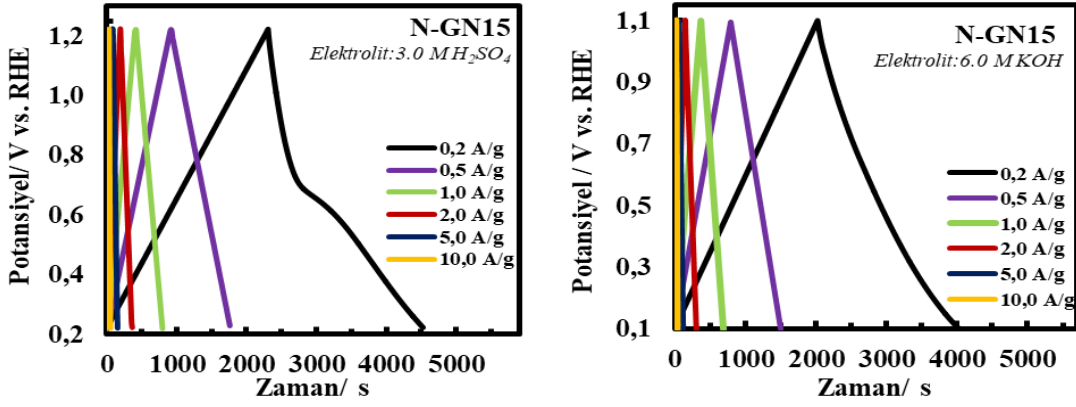 N-GN15
Elektrolit:3.0 M H₂SO₄
Potansiyel/ V vs. RHE
1,2
1,0
0,8
0,6
0,4
0,2
0,2 A/g
0,5 A/g
1,0 A/g
2,0 A/g
5,0 A/g
10,0 A/g
0 1000 2000 3000 4000 5000
Zaman/ s
N-GN15
Elektrolit:6.0 M KOH
Potansiyel/ V vs. RHE
1,1
0,9
0,7
0,5
0,3
0,1
0,2 A/g
0,5 A/g
1,0 A/g
2,0 A/g
5,0 A/g
10,0 A/g
0 1000 2000 3000 4000 5000
Zaman/ s